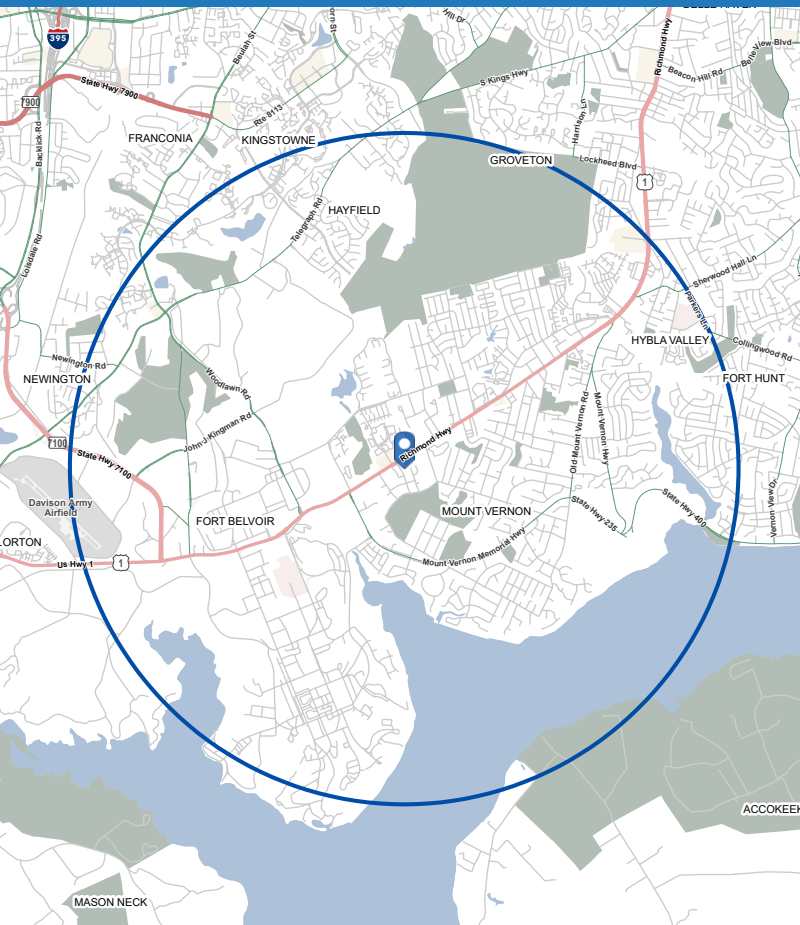 Hill Dr
orn St
395
Beulah St
Richmond Hwy
Belle View Blvd
Beacon Hill Rd
S Kings Hwy
State Hwy 7900
7900
Rte 8113
Harrison Ln
Backlick Rd
FRANCONIA
KINGSTOWNE
GROVETON
Lockheed Blvd
1
HAYFIELD
Telegraph Rd
Loisdale Rd
Sherwood Hall Ln
Parkers Ln
HYBLA VALLEY
Collingwood Rd
Newington Rd
NEWINGTON
FORT HUNT
Woodlawn Rd
Old Mount Vernon Rd
Mount Vernon Hwy
John J Kingman Rd
Richmond Hwy
7100
State Hwy 7100
Davison Army
Airfield
MOUNT VERNON
State Hwy 235
State Hwy 400
Vernon View Dr
FORT BELVOIR
LORTON
Mount Vernon Memorial Hwy
Us Hwy 1
1
ACCOKEEK
MASON NECK